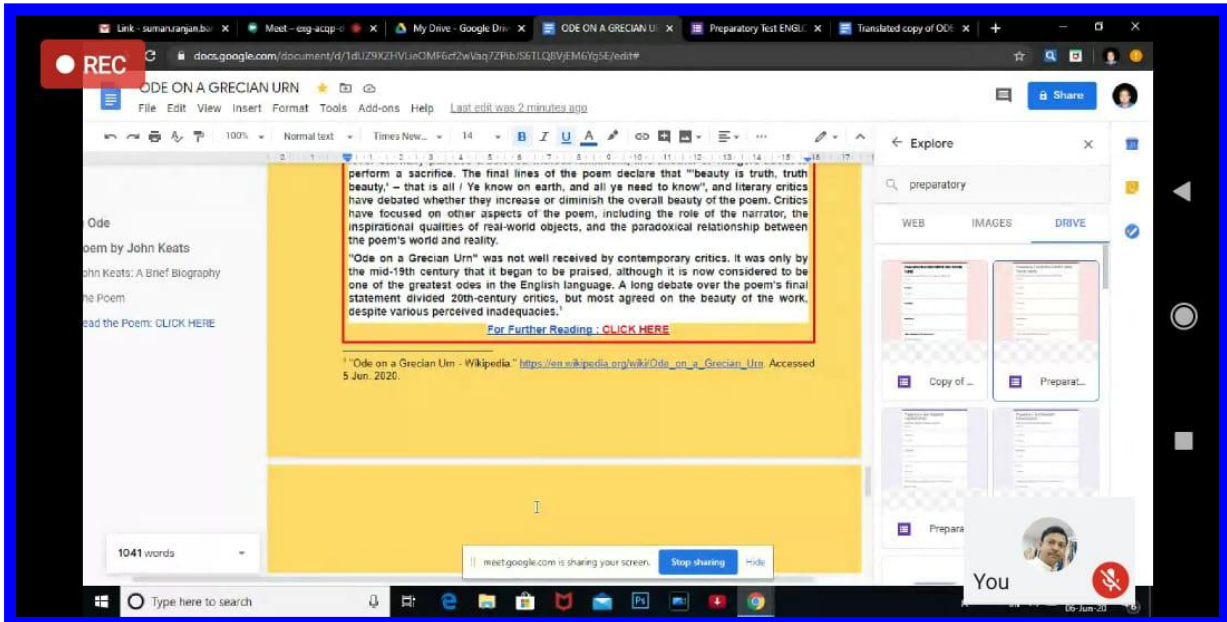 Link - suman.ranjan.ba
Meet – exg-acqp-c
My Drive - Google Driv
ODE ON A GRECIAN U
Preparatory Test ENGL
Translated copy of ODE
REC
docs.google.com/document/d/
/edit#
ODE ON A GRECIAN URN
File Edit View Insert Format Tools Add-ons Help Last edit was 2 minutes ago
Share
100% Normal text Times New... 14 B I U A
perform a sacrifice. The final lines of the poem declare that "'beauty is truth, truth
beauty,' – that is all / Ye know on earth, and all ye need to know", and literary critics
have debated whether they increase or diminish the overall beauty of the poem. Critics
have focused on other aspects of the poem, including the role of the narrator, the
inspirational qualities of real-world objects, and the paradoxical relationship between
the poem's world and reality.
"Ode on a Grecian Urn" was not well received by contemporary critics. It was only by
the mid-19th century that it began to be praised, although it is now considered to be
one of the greatest odes in the English language. A long debate over the poem's final
statement divided 20th-century critics, but most agreed on the beauty of the work,
despite various perceived inadequacies.¹
For Further Reading : CLICK HERE
¹ "Ode on a Grecian Urn - Wikipedia." https://en.wikipedia.org/wiki/Ode_on_a_Grecian_Urn. Accessed
5 Jun. 2020.
Ode
oem by John Keats
ohn Keats: A Brief Biography
he Poem
ead the Poem: CLICK HERE
1041 words
Explore
preparatory
WEB IMAGES DRIVE
Copy of ...
Preparat...
Prepara
meet.google.com is sharing your screen.
Stop sharing
Hide
You
Type here to search
Ps
06-Jun-20